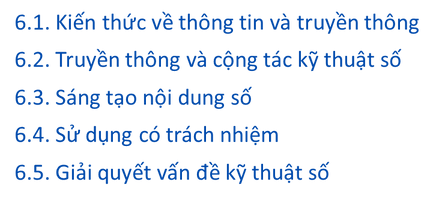 6.1. Kiến thức về thông tin và truyền thông
6.2. Truyền thông và cộng tác kỹ thuật số
6.3. Sáng tạo nội dung số
6.4. Sử dụng có trách nhiệm
6.5. Giải quyết vấn đề kỹ thuật số